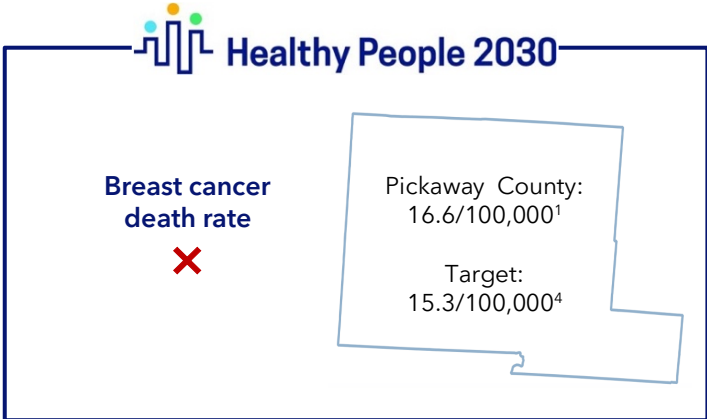 Healthy People 2030
Breast cancer
death rate
Pickaway County:
16.6/100,000¹
Target:
15.3/100,000⁴